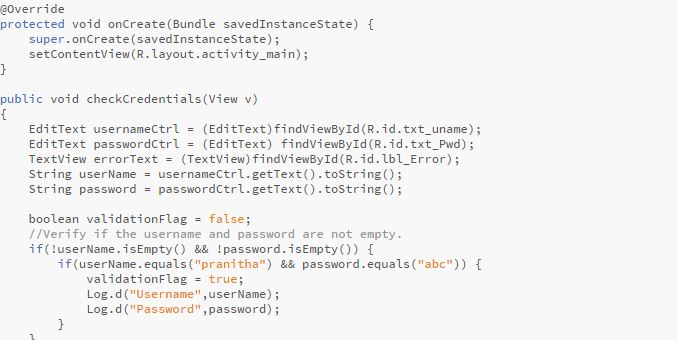 @Override
protected void onCreate(Bundle savedInstanceState) {
    super.onCreate(savedInstanceState);
    setContentView(R.layout.activity_main);
}

public void checkCredentials(View v)
{
    EditText usernameCtrl = (EditText)findViewById(R.id.txt_uname);
    EditText passwordCtrl = (EditText) findViewById(R.id.txt_Pwd);
    TextView errorText = (TextView)findViewById(R.id.lbl_Error);
    String userName = usernameCtrl.getText().toString();
    String password = passwordCtrl.getText().toString();

    boolean validationFlag = false;
    //Verify if the username and password are not empty.
    if(!userName.isEmpty() && !password.isEmpty()) {
        if(userName.equals("pranitha") && password.equals("abc")) {
            validationFlag = true;
            Log.d("Username",userName);
            Log.d("Password",password);
        }
    }